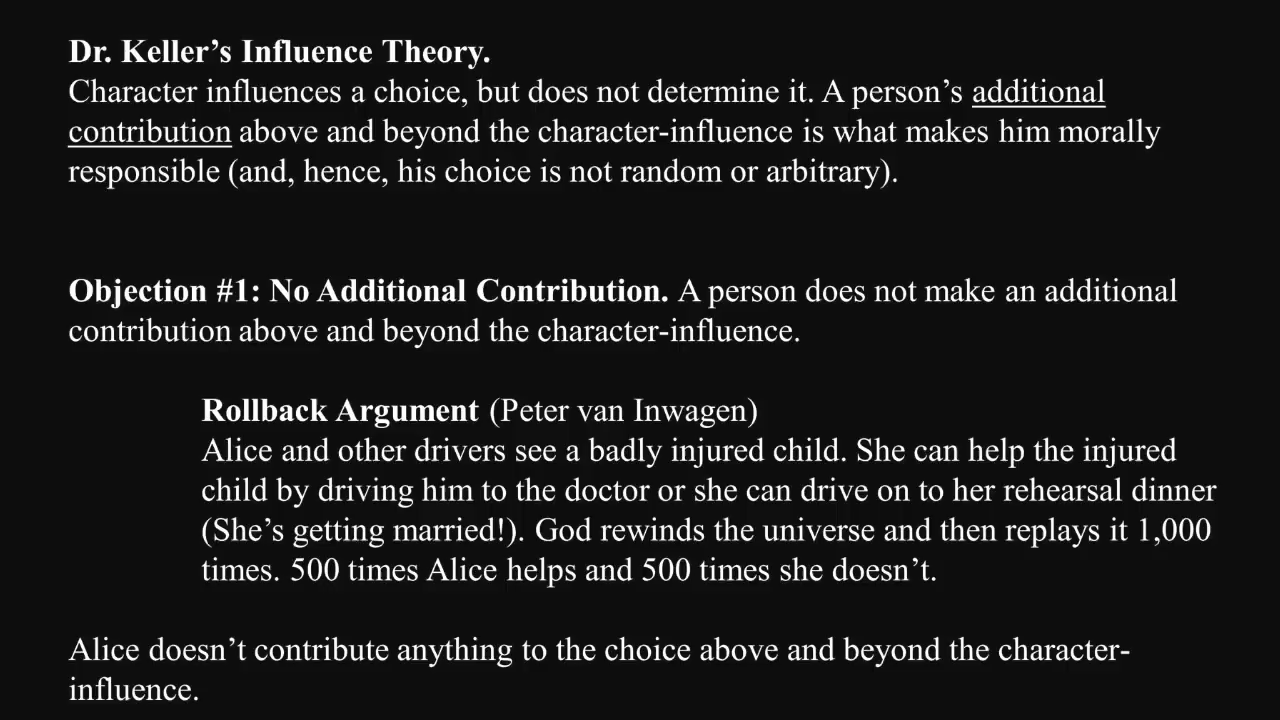 Dr. Keller’s Influence Theory.
Character influences a choice, but does not determine it. A person’s additional
contribution above and beyond the character-influence is what makes him morally
responsible (and, hence, his choice is not random or arbitrary).
Objection #1: No Additional Contribution. A person does not make an additional
contribution above and beyond the character-influence.
Rollback Argument (Peter van Inwagen)
Alice and other drivers see a badly injured child. She can help the injured
child by driving him to the doctor or she can drive on to her rehearsal dinner
(She’s getting married!). God rewinds the universe and then replays it 1,000
times. 500 times Alice helps and 500 times she doesn’t.
Alice doesn’t contribute anything to the choice above and beyond the character-
influence.